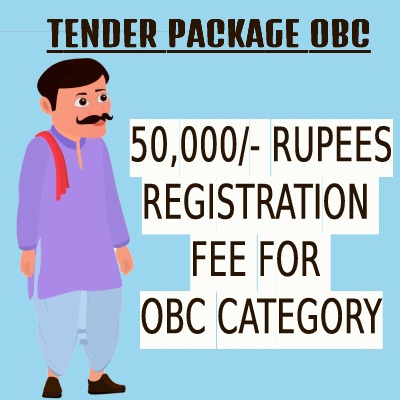 TENDER PACKAGE OBC
50,000/- RUPEES
REGISTRATION
FEE FOR
OBC CATEGORY